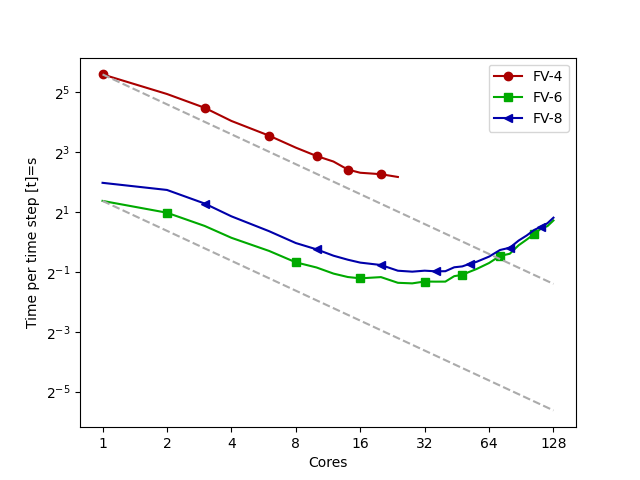 FV-4
FV-6
FV-8
2^5
2^3
2^1
2^−1
2^−3
2^−5
Time per time step [t]=s
1 2 4 8 16 32 64 128
Cores